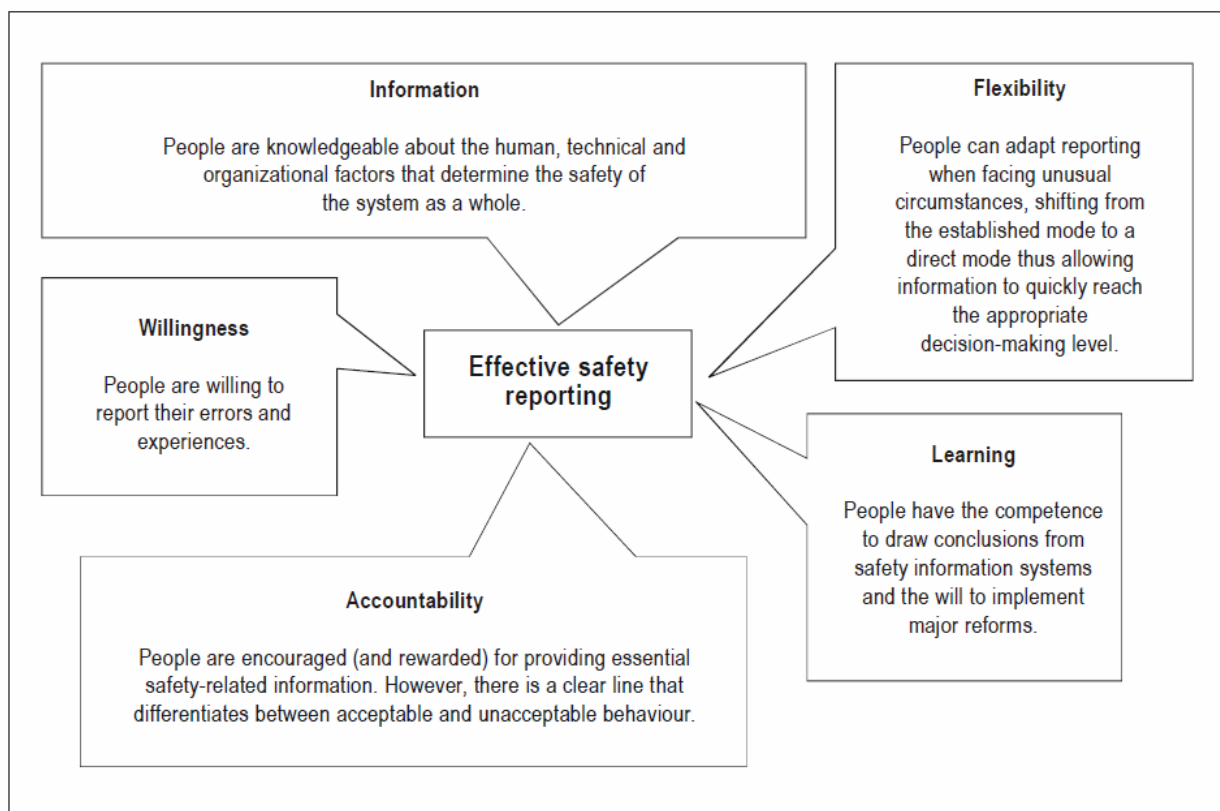 Information
People are knowledgeable about the human, technical and
organizational factors that determine the safety of
the system as a whole.
Flexibility
People can adapt reporting
when facing unusual
circumstances, shifting from
the established mode to a
direct mode thus allowing
information to quickly reach
the appropriate
decision-making level.
Willingness
People are willing to
report their errors and
experiences.
Effective safety
reporting
Learning
People have the competence
to draw conclusions from
safety information systems
and the will to implement
major reforms.
Accountability
People are encouraged (and rewarded) for providing essential
safety-related information. However, there is a clear line that
differentiates between acceptable and unacceptable behaviour.